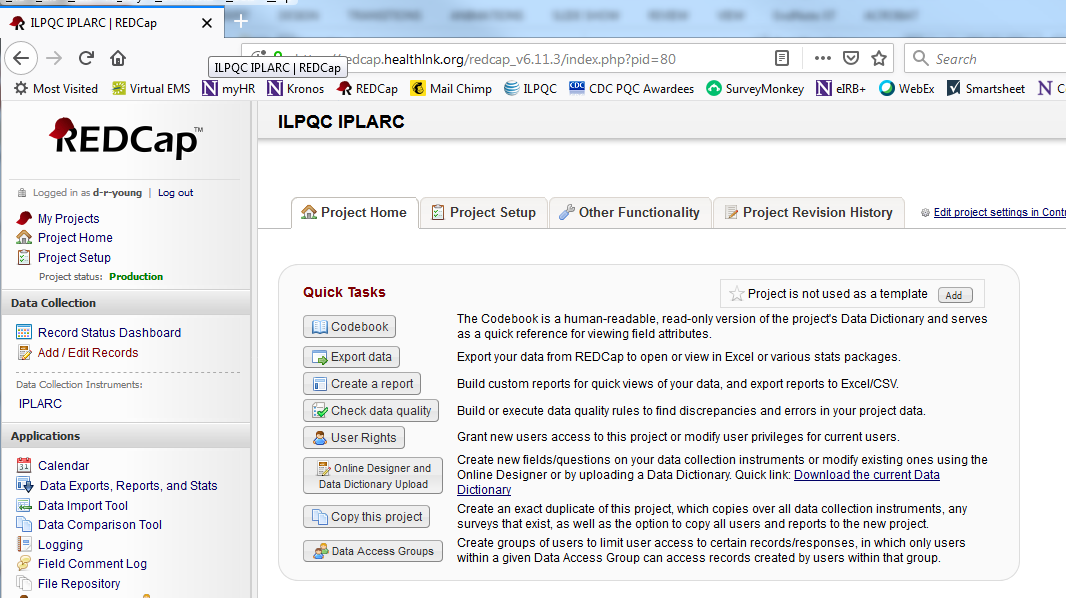 ILPQC IPLARC | REDCap
redcap.healthlnk.org/redcap_v6.11.3/index.php?pid=80
Search
ILPQC IPLARC | REDCap
Most Visited Virtual EMS myHR Kronos REDCap Mail Chimp ILPQC CDC PQC Awardees SurveyMonkey eIRB+ WebEx Smartsheet
REDCap™
ILPQC IPLARC
Logged in as d-r-young | Log out
My Projects
Project Home
Project Setup
Project status: Production
Project Home Project Setup Other Functionality Project Revision History Edit project settings in Contr
Data Collection
Record Status Dashboard
Add / Edit Records
Data Collection Instruments:
IPLARC
Applications
Calendar
Data Exports, Reports, and Stats
Data Import Tool
Data Comparison Tool
Logging
Field Comment Log
File Repository
Quick Tasks
Project is not used as a template Add
Codebook
The Codebook is a human-readable, read-only version of the project's Data Dictionary and serves
as a quick reference for viewing field attributes.
Export data
Export your data from REDCap to open or view in Excel or various stats packages.
Create a report
Build custom reports for quick views of your data, and export reports to Excel/CSV.
Check data quality
Build or execute data quality rules to find discrepancies and errors in your project data.
User Rights
Grant new users access to this project or modify user privileges for current users.
Online Designer and
Data Dictionary Upload
Create new fields/questions on your data collection instruments or modify existing ones using the
Online Designer or by uploading a Data Dictionary. Quick link: Download the current Data
Dictionary
Copy this project
Create an exact duplicate of this project, which copies over all data collection instruments, any
surveys that exist, as well as the option to copy all users and reports to the new project.
Data Access Groups
Create groups of users to limit user access to certain records/responses, in which only users
within a given Data Access Group can access records created by users within that group.